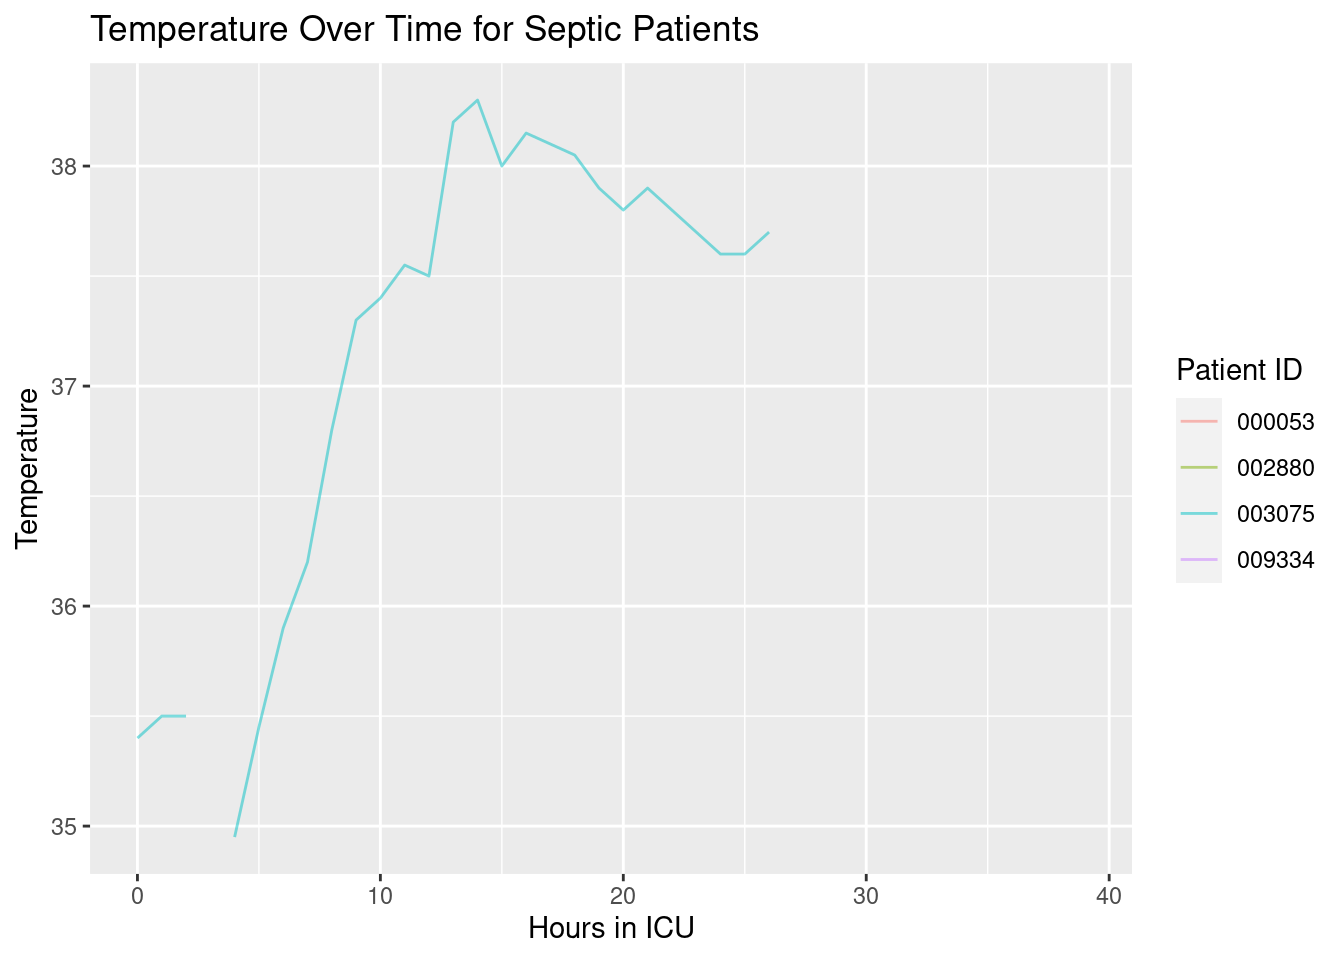 Temperature Over Time for Septic Patients
38
37
36
35
Temperature
0 10 20 30 40
Hours in ICU
Patient ID
000053
002880
003075
009334